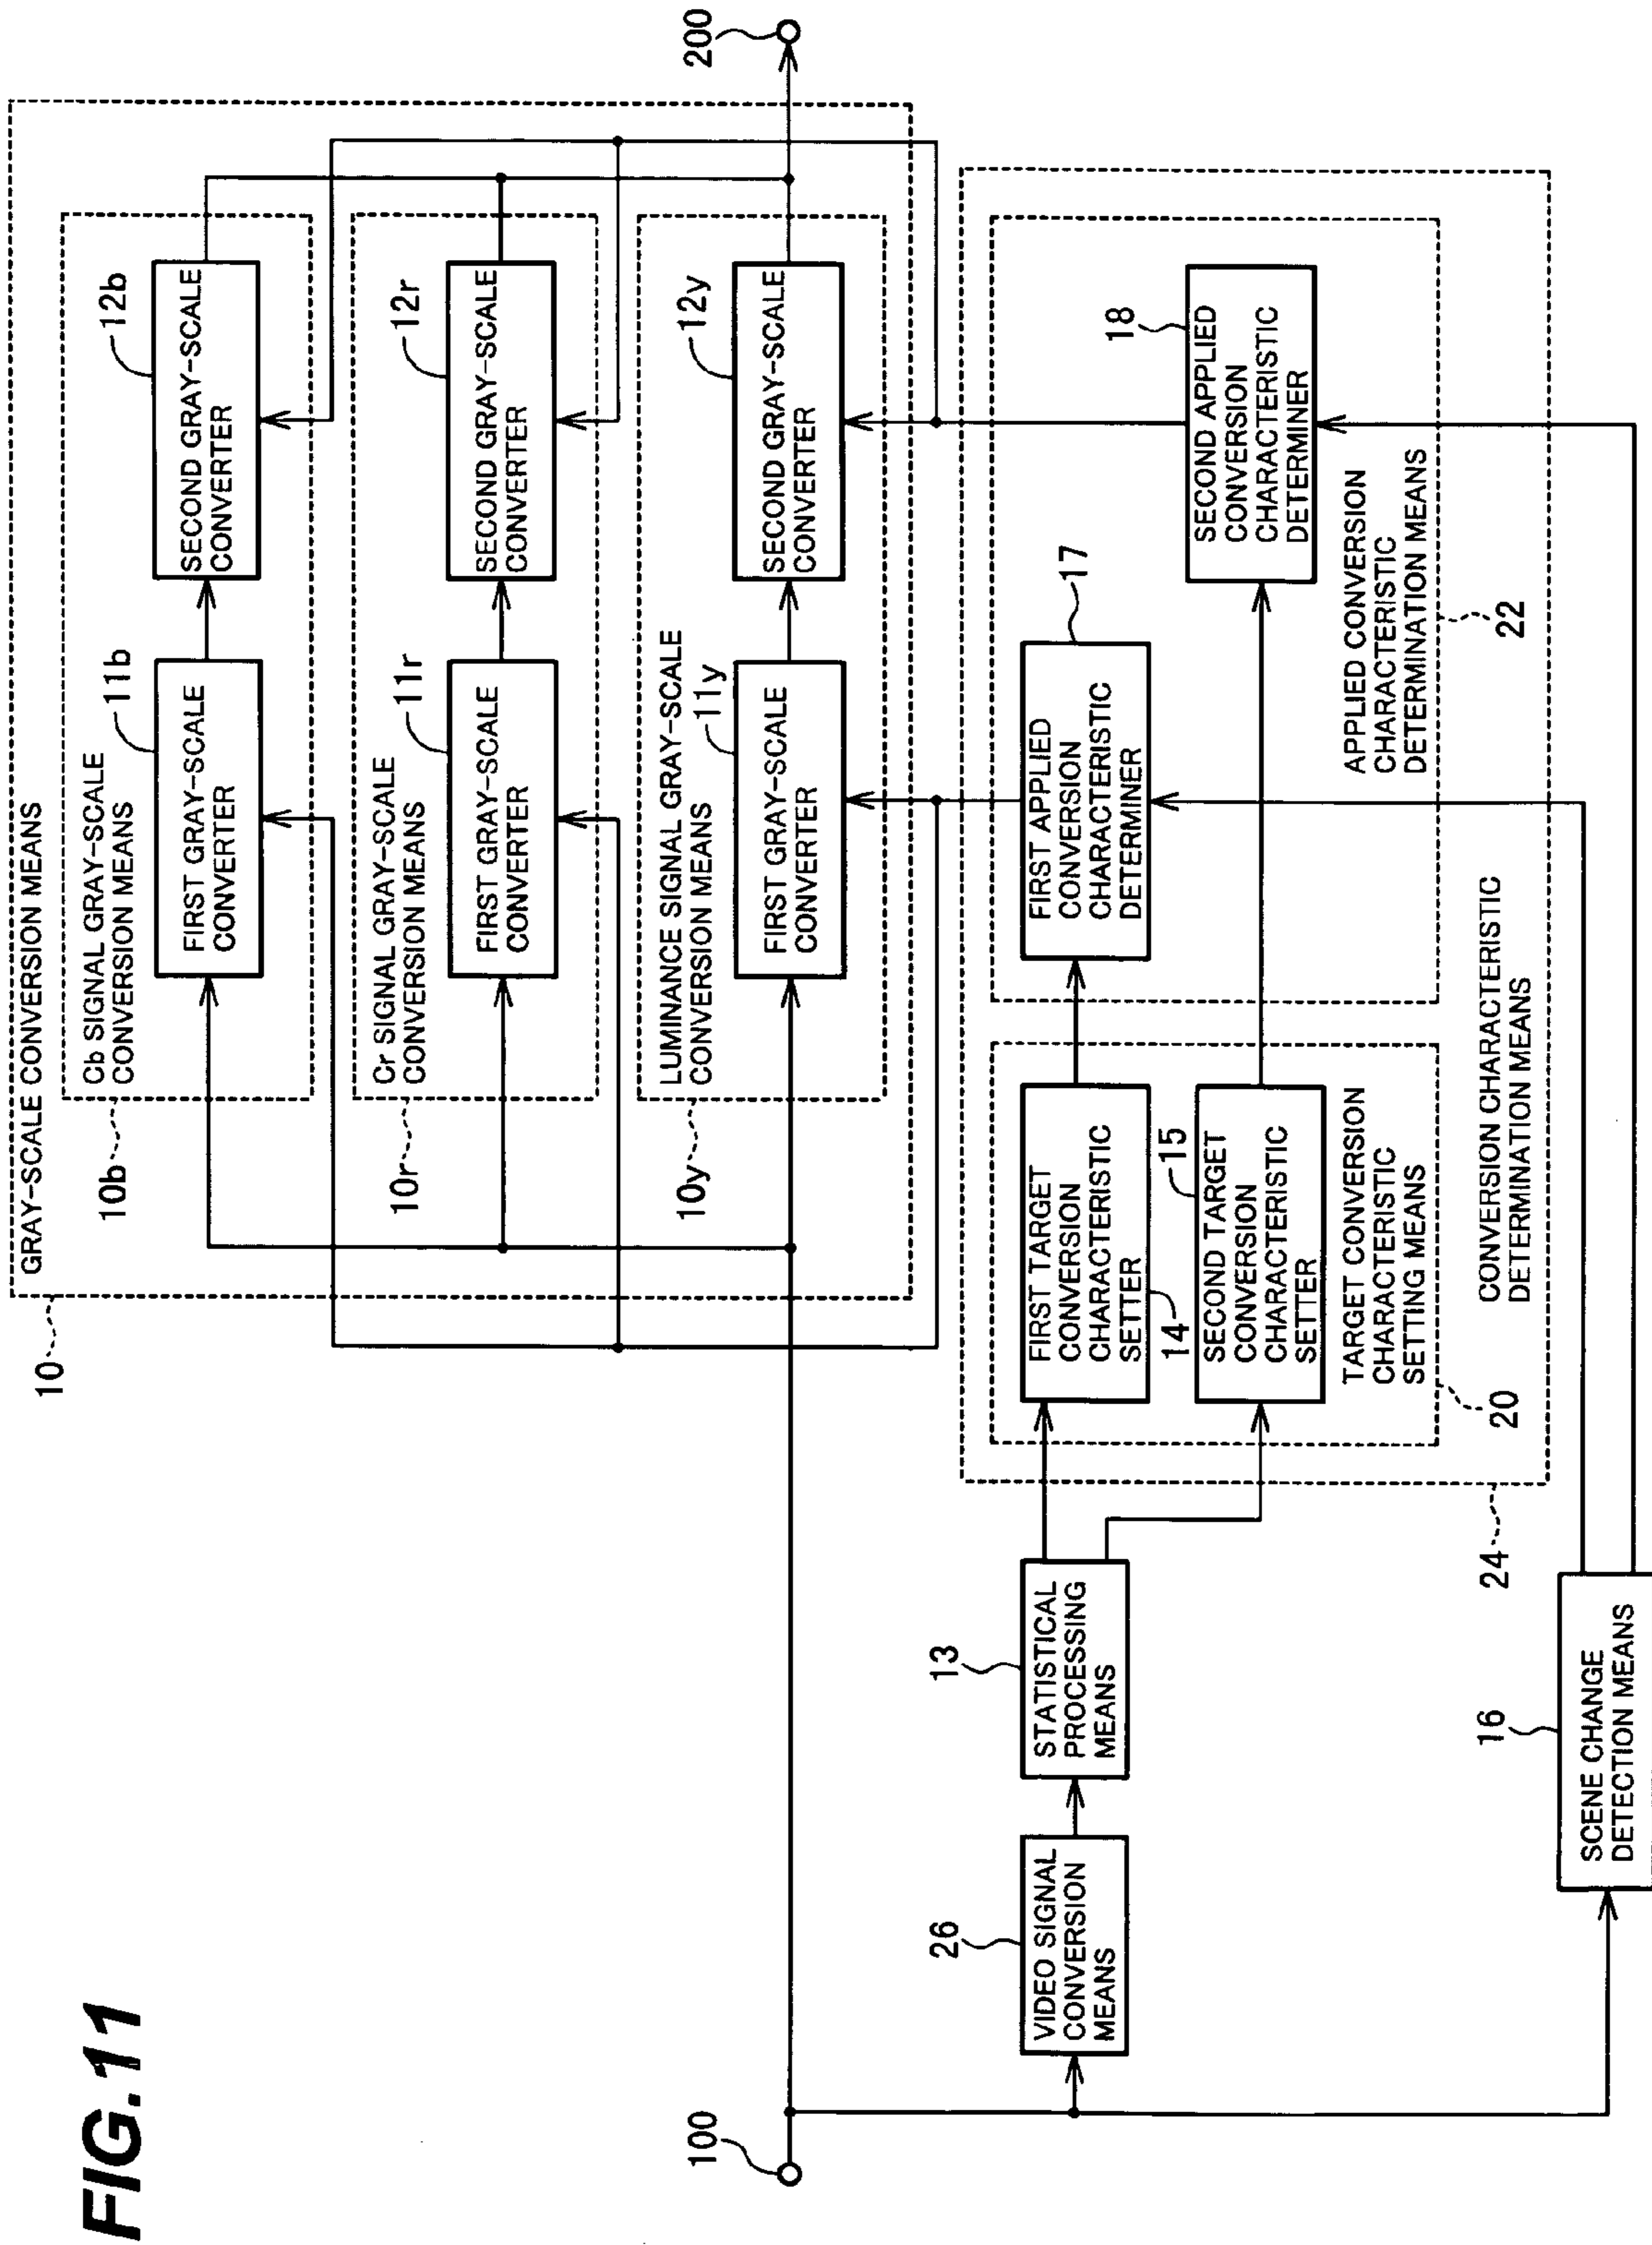 FIG.11
10
GRAY-SCALE CONVERSION MEANS
10b
Cb SIGNAL GRAY-SCALE
CONVERSION MEANS
11b
FIRST GRAY-SCALE
CONVERTER
12b
SECOND GRAY-SCALE
CONVERTER
10r
Cr SIGNAL GRAY-SCALE
CONVERSION MEANS
11r
FIRST GRAY-SCALE
CONVERTER
12r
SECOND GRAY-SCALE
CONVERTER
10y
LUMINANCE SIGNAL GRAY-SCALE
CONVERSION MEANS
11y
FIRST GRAY-SCALE
CONVERTER
12y
SECOND GRAY-SCALE
CONVERTER
100
200
26
VIDEO SIGNAL
CONVERSION
MEANS
13
STATISTICAL
PROCESSING
MEANS
FIRST TARGET
CONVERSION
CHARACTERISTIC
SETTER
14
15
SECOND TARGET
CONVERSION
CHARACTERISTIC
SETTER
TARGET CONVERSION
CHARACTERISTIC
SETTING MEANS
20
17
FIRST APPLIED
CONVERSION
CHARACTERISTIC
DETERMINER
18
SECOND APPLIED
CONVERSION
CHARACTERISTIC
DETERMINER
APPLIED CONVERSION
CHARACTERISTIC
DETERMINATION MEANS
22
CONVERSION CHARACTERISTIC
DETERMINATION MEANS
24
16
SCENE CHANGE
DETECTION MEANS